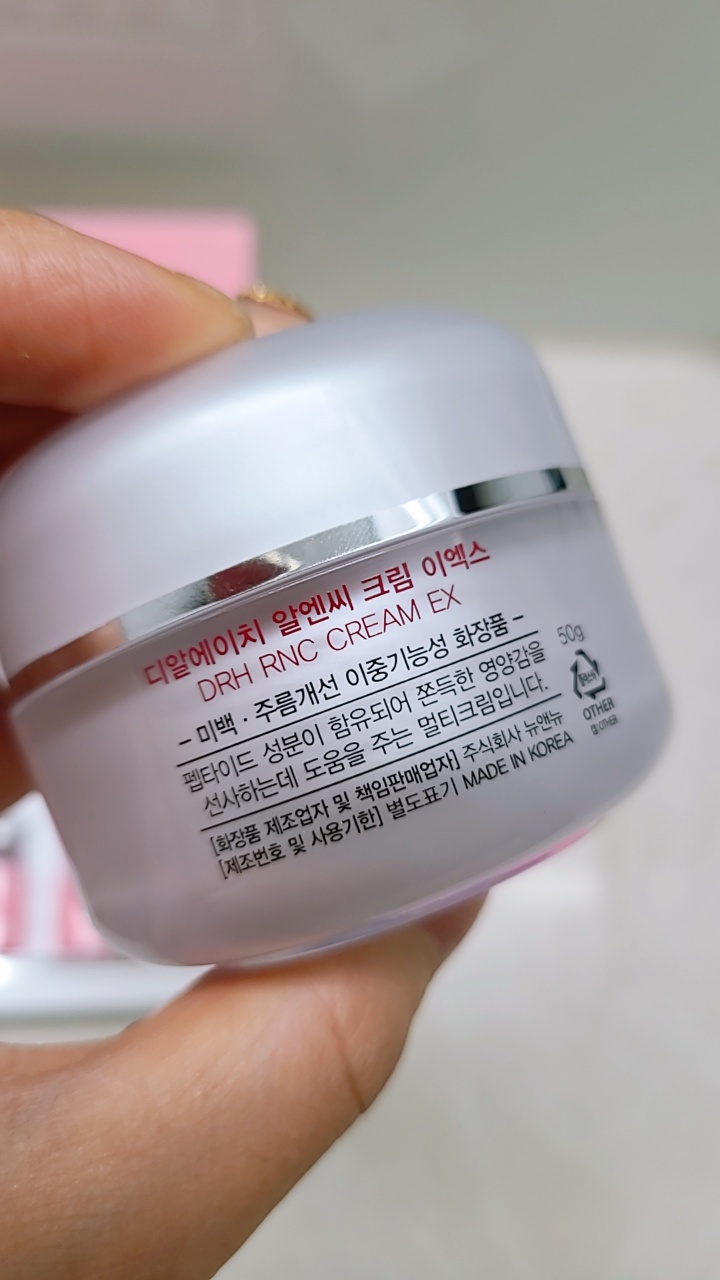 디알에이치 알엔씨 크림 이엑스
DRH RNC CREAM EX
- 미백 · 주름개선 이중기능성 화장품 -
50g
펩타이드 성분이 함유되어 쫀득한 영양감을
선사하는데 도움을 주는 멀티크림입니다.
[화장품 제조업자 및 책임판매업자] 주식회사 뉴앤뉴
[제조번호 및 사용기한] 별도표기 MADE IN KOREA
OTHER